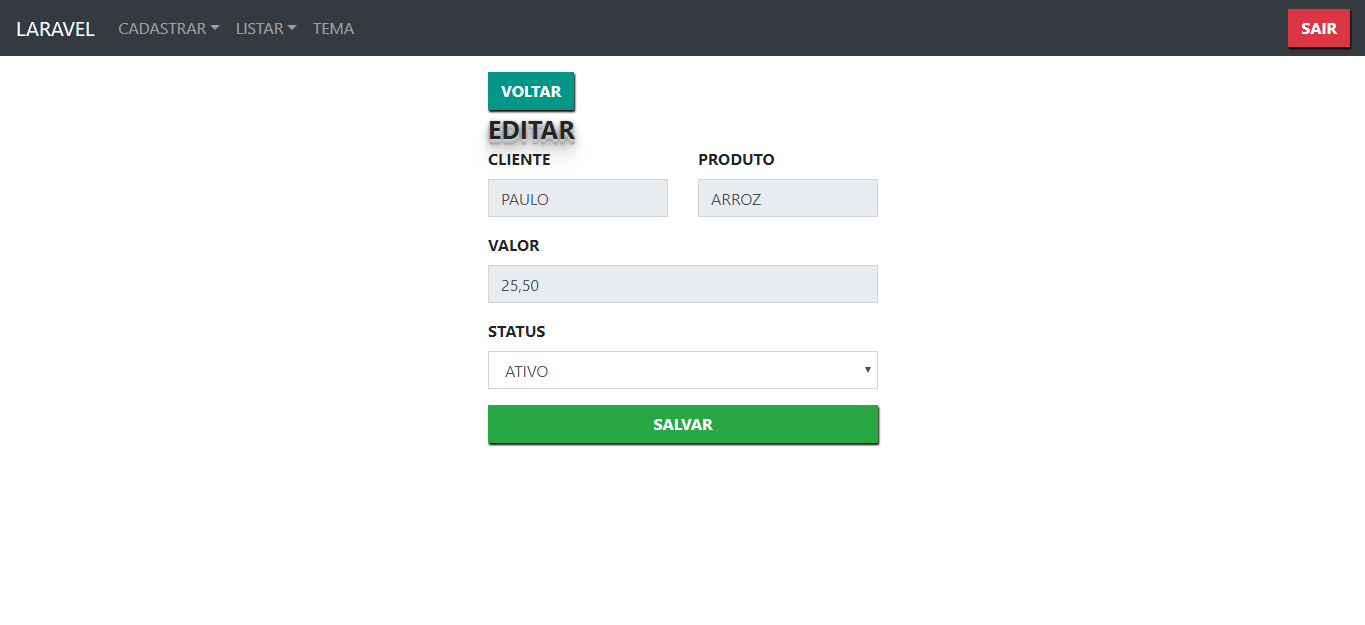 LARAVEL CADASTRAR LISTAR TEMA SAIR
VOLTAR
EDITAR
CLIENTE PRODUTO
PAULO ARROZ
VALOR
25,50
STATUS
ATIVO
SALVAR